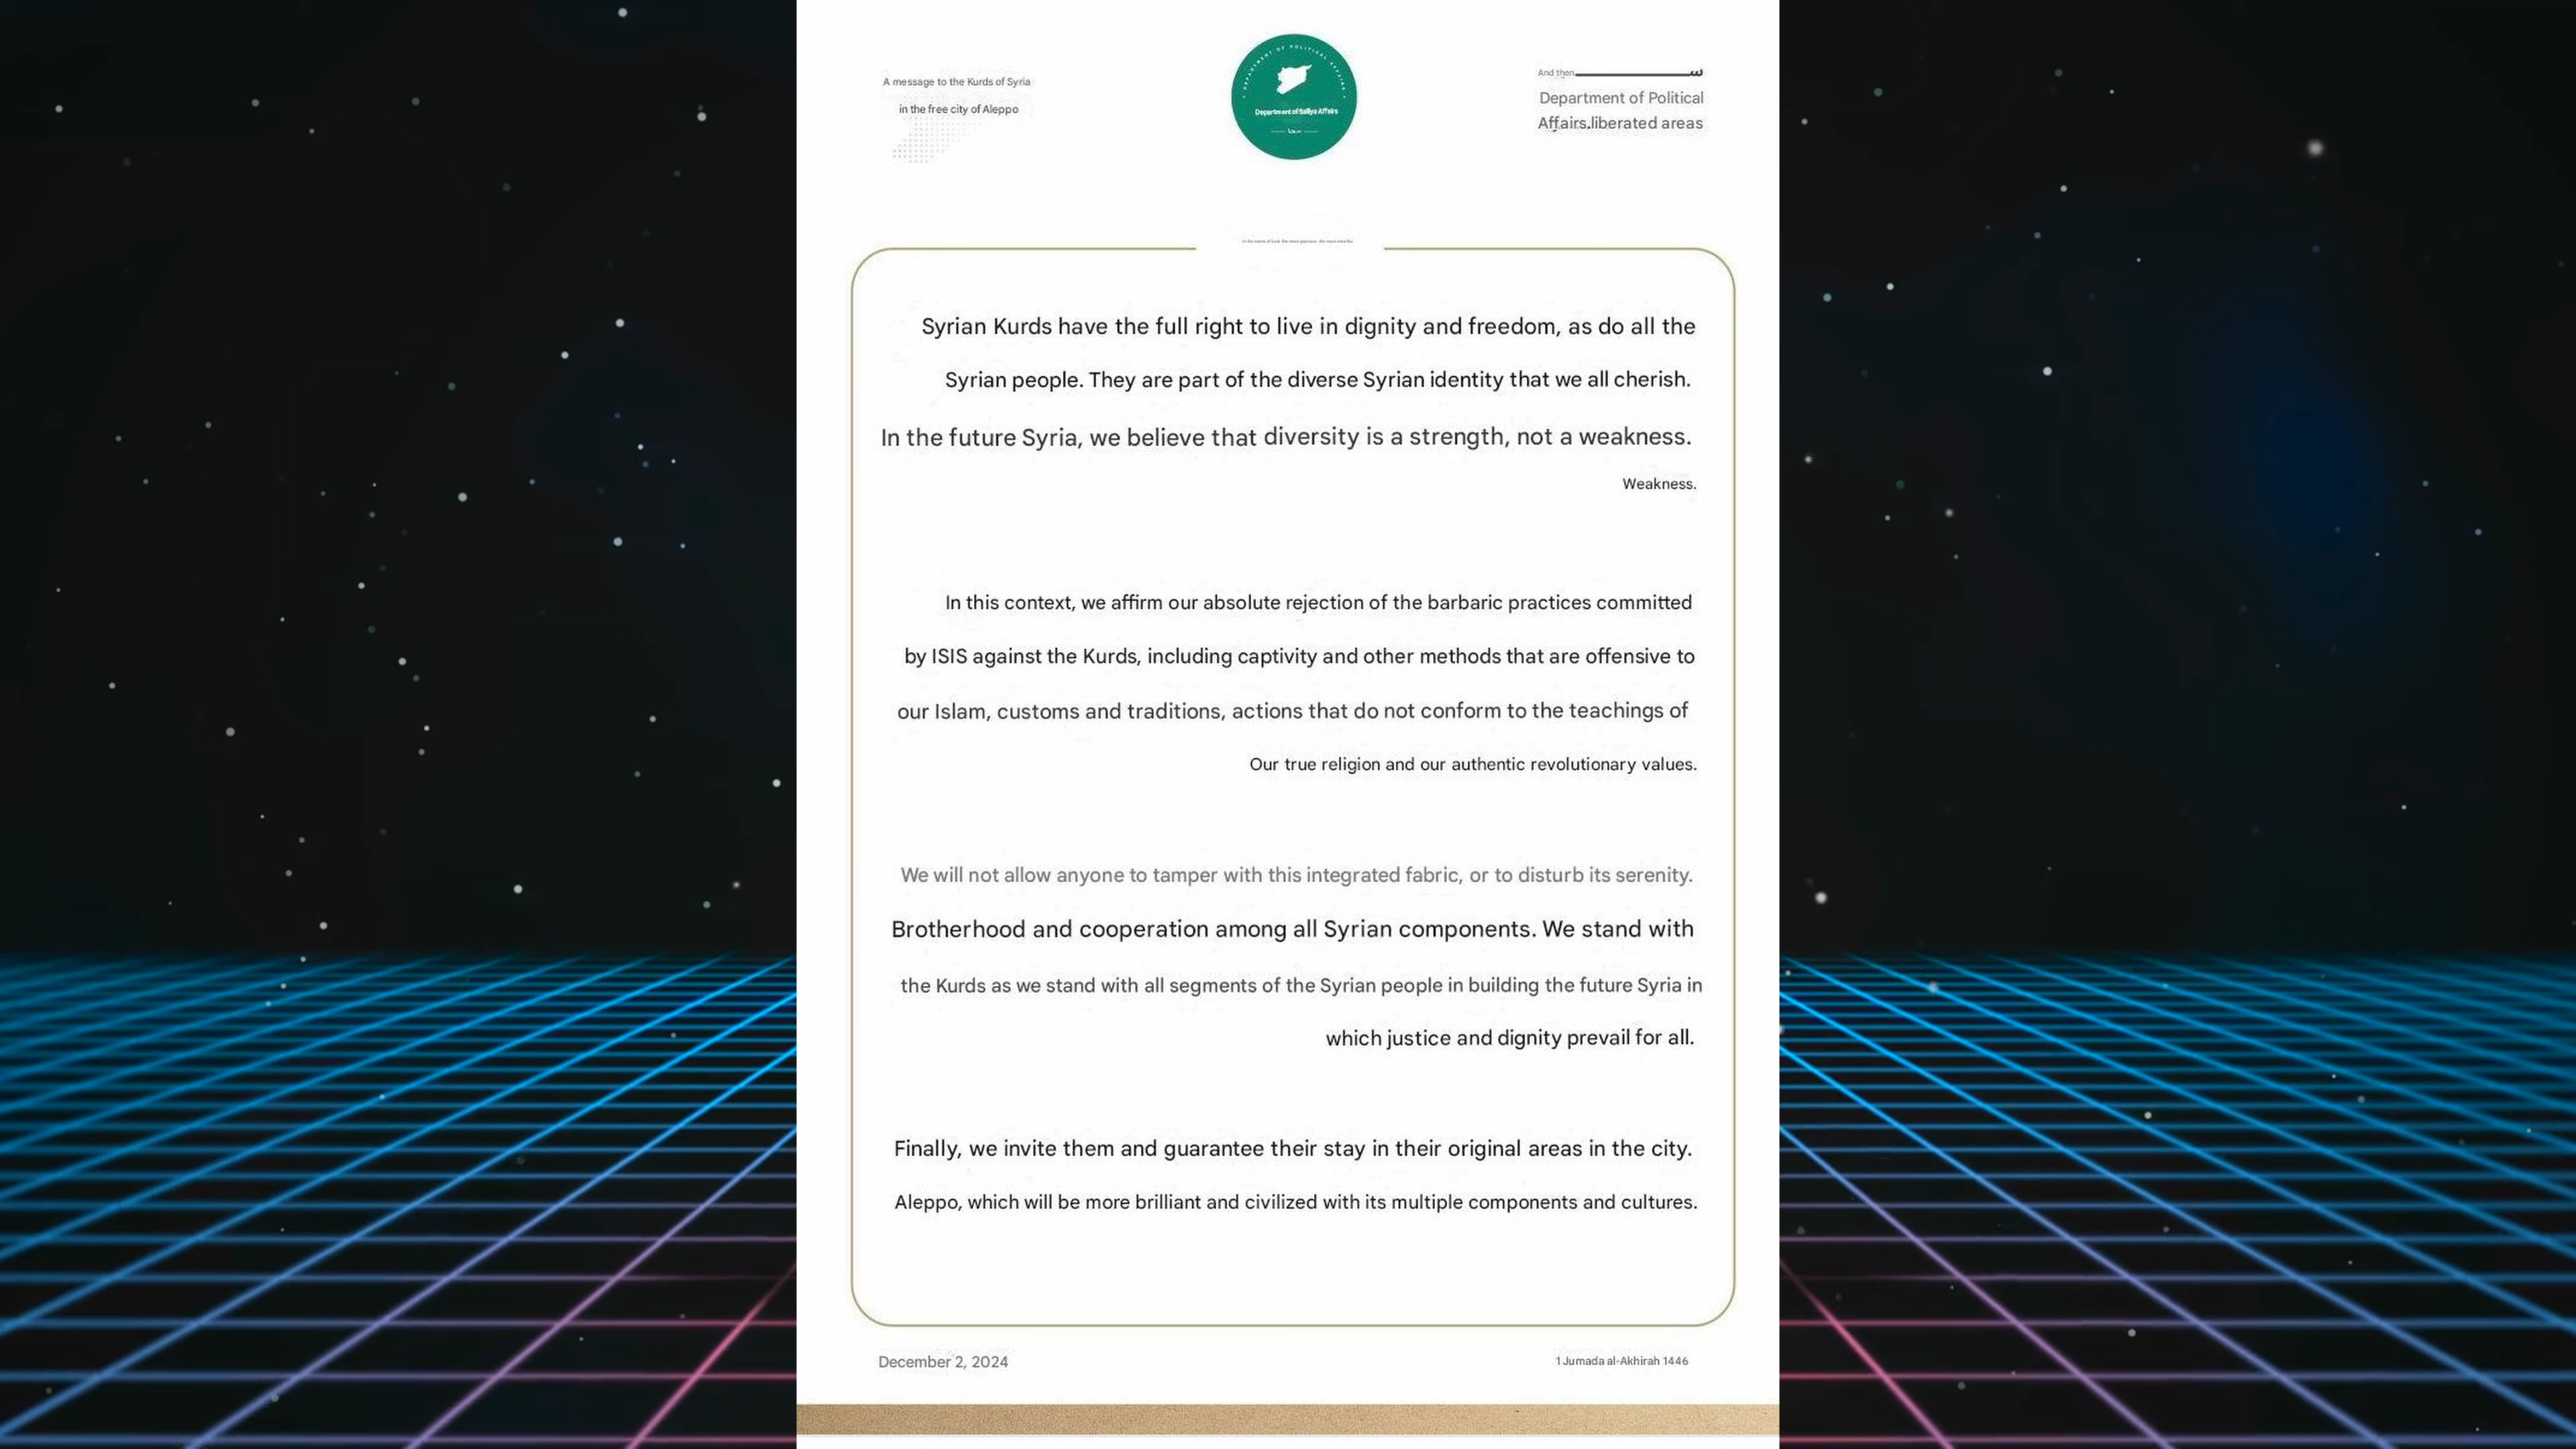 A message to the Kurds of Syria
in the free city of Aleppo
DEPARTMENT OF POLITICAL AFFAIRS
And then
Department of Political
Affairs.liberated areas
Syrian Kurds have the full right to live in dignity and freedom, as do all the
Syrian people. They are part of the diverse Syrian identity that we all cherish.
In the future Syria, we believe that diversity is a strength, not a weakness.
Weakness.
In this context, we affirm our absolute rejection of the barbaric practices committed
by ISIS against the Kurds, including captivity and other methods that are offensive to
our Islam, customs and traditions, actions that do not conform to the teachings of
Our true religion and our authentic revolutionary values.
We will not allow anyone to tamper with this integrated fabric, or to disturb its serenity.
Brotherhood and cooperation among all Syrian components. We stand with
the Kurds as we stand with all segments of the Syrian people in building the future Syria in
which justice and dignity prevail for all.
Finally, we invite them and guarantee their stay in their original areas in the city.
Aleppo, which will be more brilliant and civilized with its multiple components and cultures.
December 2, 2024
1 Jumada al-Akhirah 1446